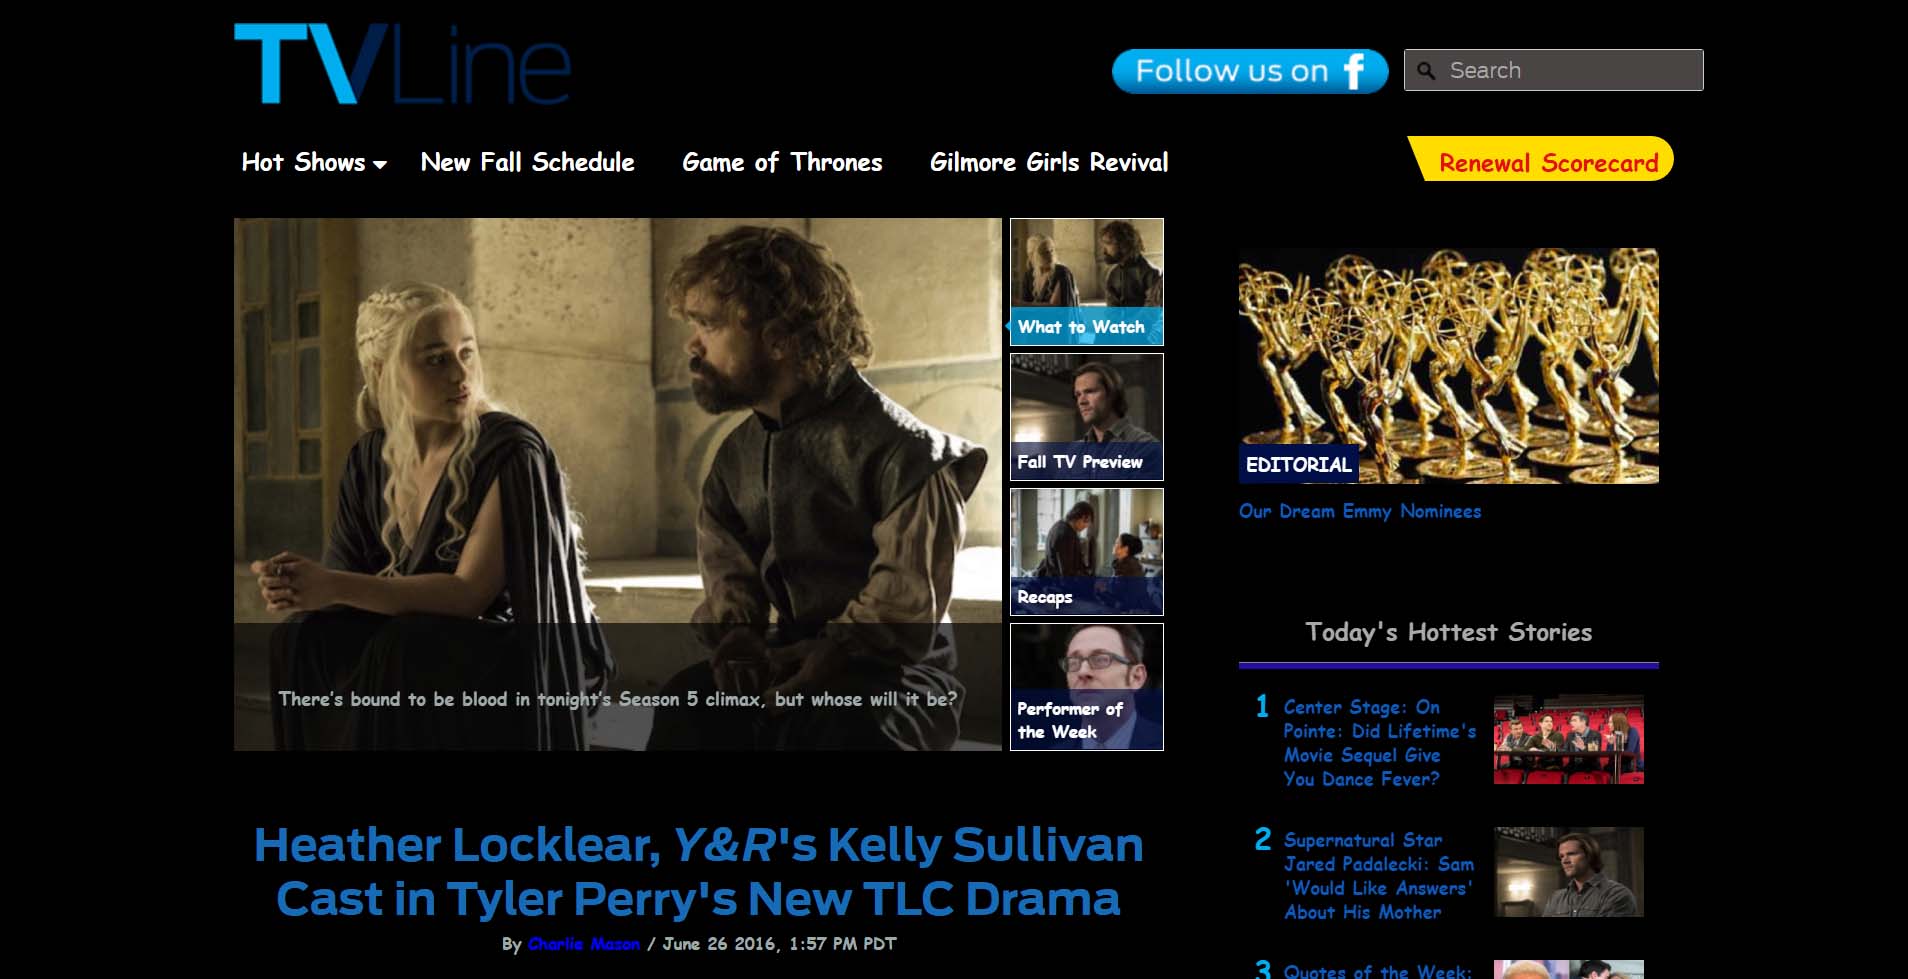 TVLine
Follow us on f
Search
Hot Shows
New Fall Schedule
Game of Thrones
Gilmore Girls Revival
Renewal Scorecard
What to Watch
Fall TV Preview
Recaps
Performer of
the Week
There's bound to be blood in tonight's Season 5 climax, but whose will it be?
EDITORIAL
Our Dream Emmy Nominees
Today's Hottest Stories
1
Center Stage: On
Pointe: Did Lifetime's
Movie Sequel Give
You Dance Fever?
2
Supernatural Star
Jared Padalecki: Sam
'Would Like Answers'
About His Mother
3
Quotes of the Week:
Heather Locklear, Y&R's Kelly Sullivan
Cast in Tyler Perry's New TLC Drama
By Charlie Mason / June 26 2016, 1:57 PM PDT